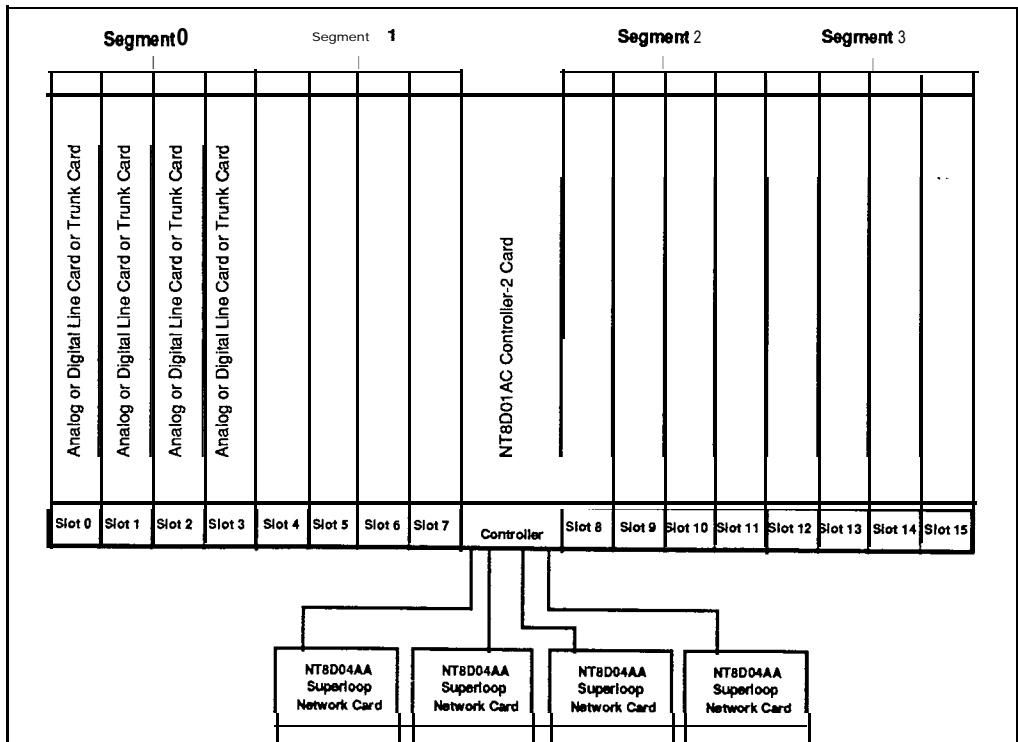 Segment 0 Segment 1 Segment 2 Segment 3
Analog or Digital Line Card or Trunk Card
Analog or Digital Line Card or Trunk Card
Analog or Digital Line Card or Trunk Card
Analog or Digital Line Card or Trunk Card
NT8D01AC Controller-2 Card
Slot 0 Slot 1 Slot 2 Slot 3 Slot 4 Slot 5 Slot 6 Slot 7 Controller Slot 8 Slot 9 Slot 10 Slot 11 Slot 12 Slot 13 Slot 14 Slot 15
NT8D04AA
Superloop
Network Card
NT8D04AA
Superloop
Network Card
NT8D04AA
Superloop
Network Card
NT8D04AA
Superloop
Network Card